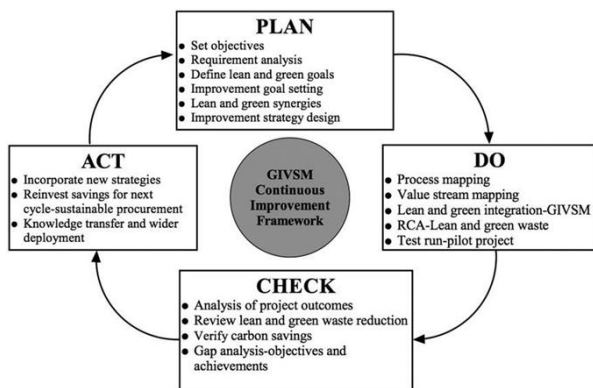 PLAN
● Set objectives
● Requirement analysis
● Define lean and green goals
● Improvement goal setting
● Lean and green synergies
● Improvement strategy design
ACT
● Incorporate new strategies
● Reinvest savings for next
cycle-sustainable procurement
● Knowledge transfer and wider
deployment
GIVSM
Continuous
Improvement
Framework
DO
● Process mapping
● Value stream mapping
● Lean and green integration-GIVSM
● RCA-Lean and green waste
● Test run-pilot project
CHECK
● Analysis of project outcomes
● Review lean and green waste reduction
● Verify carbon savings
● Gap analysis-objectives and
achievements